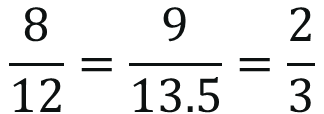 8/12 = 9/13.5 = 2/3